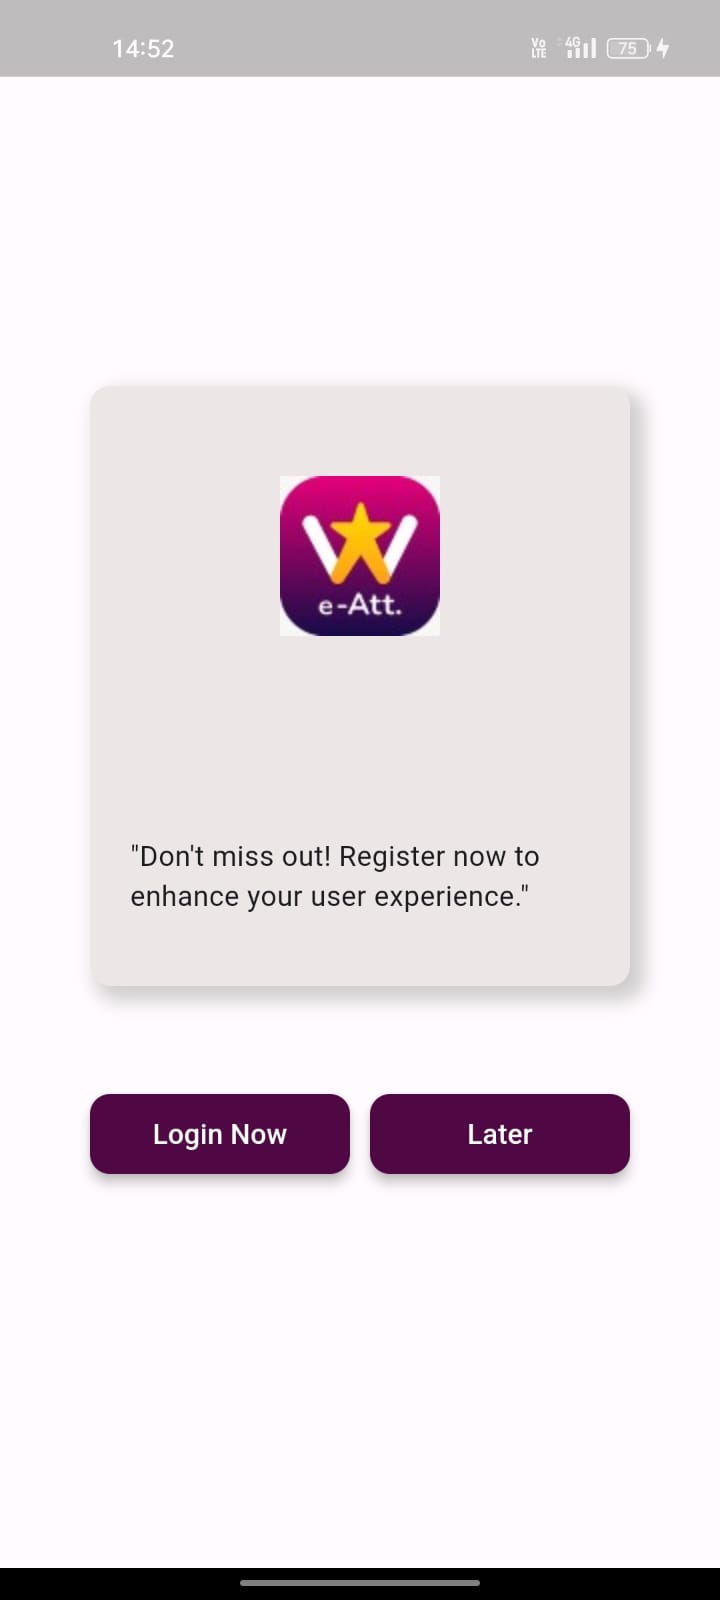 14:52
Vo
LTE
4G
75
W
e-Att.
"Don't miss out! Register now to
enhance your user experience."
Login Now
Later